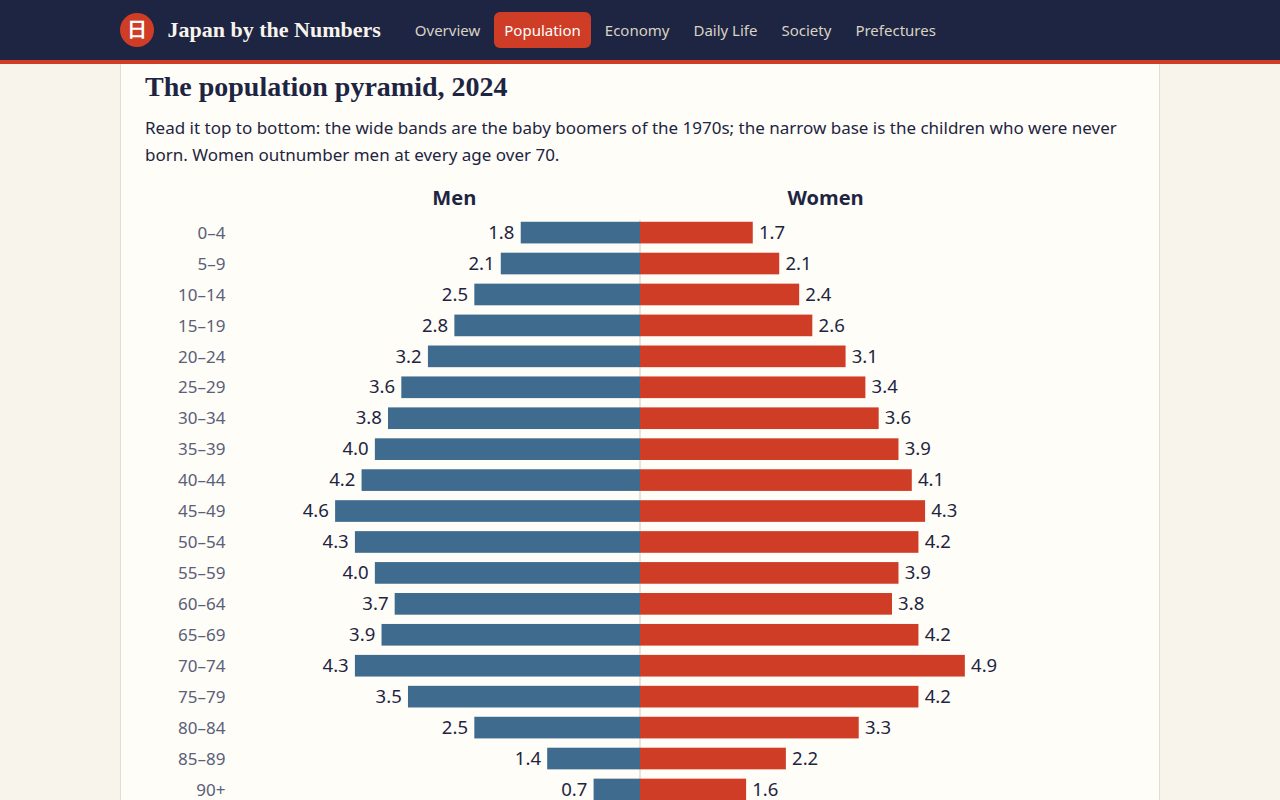 日 Japan by the Numbers Overview Population Economy Daily Life Society Prefectures
The population pyramid, 2024
Read it top to bottom: the wide bands are the baby boomers of the 1970s; the narrow base is the children who were never
born. Women outnumber men at every age over 70.
Men Women
0–4 1.8 1.7
5–9 2.1 2.1
10–14 2.5 2.4
15–19 2.8 2.6
20–24 3.2 3.1
25–29 3.6 3.4
30–34 3.8 3.6
35–39 4.0 3.9
40–44 4.2 4.1
45–49 4.6 4.3
50–54 4.3 4.2
55–59 4.0 3.9
60–64 3.7 3.8
65–69 3.9 4.2
70–74 4.3 4.9
75–79 3.5 4.2
80–84 2.5 3.3
85–89 1.4 2.2
90+ 0.7 1.6